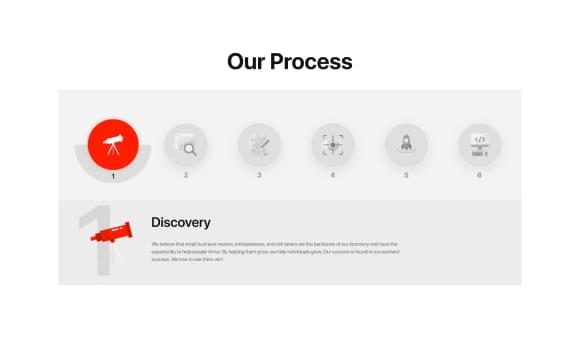 Our Process
1
2
3
4
5
6
</>
1
Discovery
We believe that small business owners, entrepreneurs, and risk takers are the backbone of our economy and have the
opportunity to help people thrive. By helping them grow, we help individuals grow. Our success is found in our partners'
success. We love to see them win!